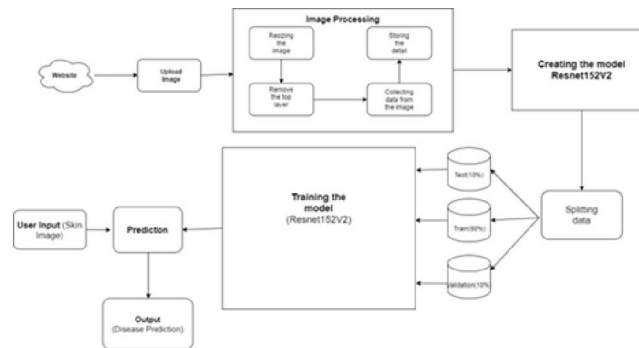 Image Processing
Website
Upload
Image
Resizing
the
image
Storing
the
detail
Remove
the top
layer
Collecting
data from
the image
Creating the model
Resnet152V2
Splitting
data
Test(10%)
Train(80%)
Validation(10%
Training the
model
(Resnet152V2)
Prediction
User Input (Skin
Image)
Output
(Disease Prediction)